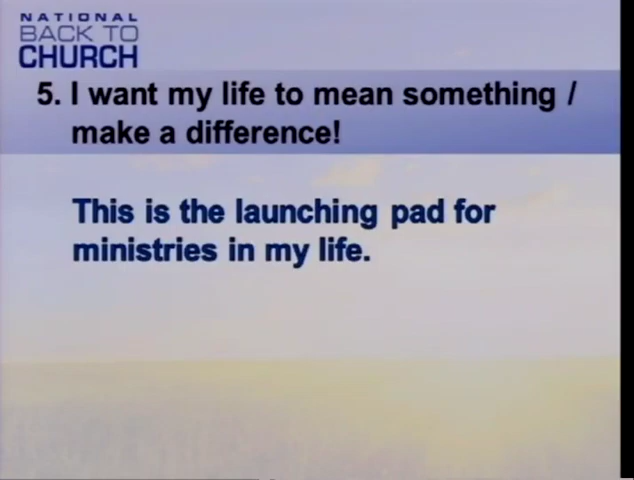 NATIONAL
BACK TO
CHURCH
5. I want my life to mean something /
make a difference!
This is the launching pad for
ministries in my life.